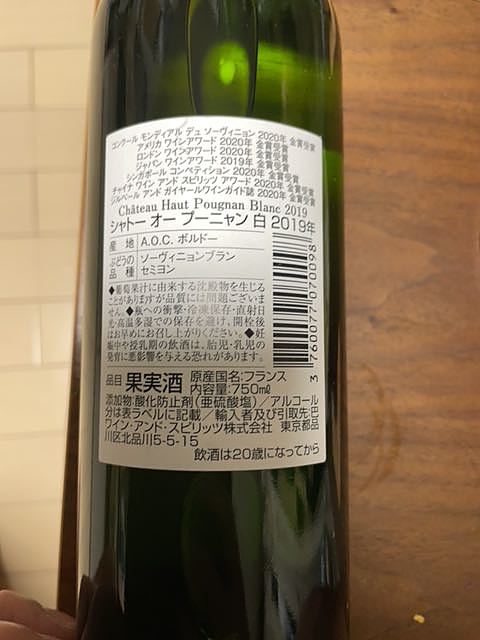 コンクール モンディアル デュ ソーヴィニョン 2020年 金賞受賞
アメリカ ワインアワード 2020年 金賞受賞
ロンドン ワインアワード 2020年 金賞受賞
ジャパン ワインアワード 2019年 金賞受賞
シンガポール コンペティション 2020年 金賞受賞
チャイナ ワイン アンド スピリッツ アワード 2020年 金賞受賞
ジルベール アンド ガイヤールワインガイド誌 2020年 金賞受賞
Château Haut Pougnan Blanc 2019
シャトー オー プーニャン 白 2019年
産 地 A.O.C. ボルドー
ぶどうの品 種 ソーヴィニョンブラン
セミヨン
◆葡萄果汁に由来する沈殿物を生じる
ことがありますが品質には問題ございま
せん。◆瓶への衝撃・冷凍保存・直射日
光・高温多湿での保存を避け、開栓後
はお早めにお召し上がりください。◆妊
娠中や授乳期の飲酒は、胎児・乳児の
発育に悪影響を与える恐れがあります。
3 760077 070098
品目 果実酒 原産国名:フランス
内容量:750㎖
添加物:酸化防止剤(亜硫酸塩)/アルコール
分は表ラベルに記載/輸入者及び引取先:巴
ワイン・アンド・スピリッツ株式会社 東京都品
川区北品川5-5-15
飲酒は20歳になってから